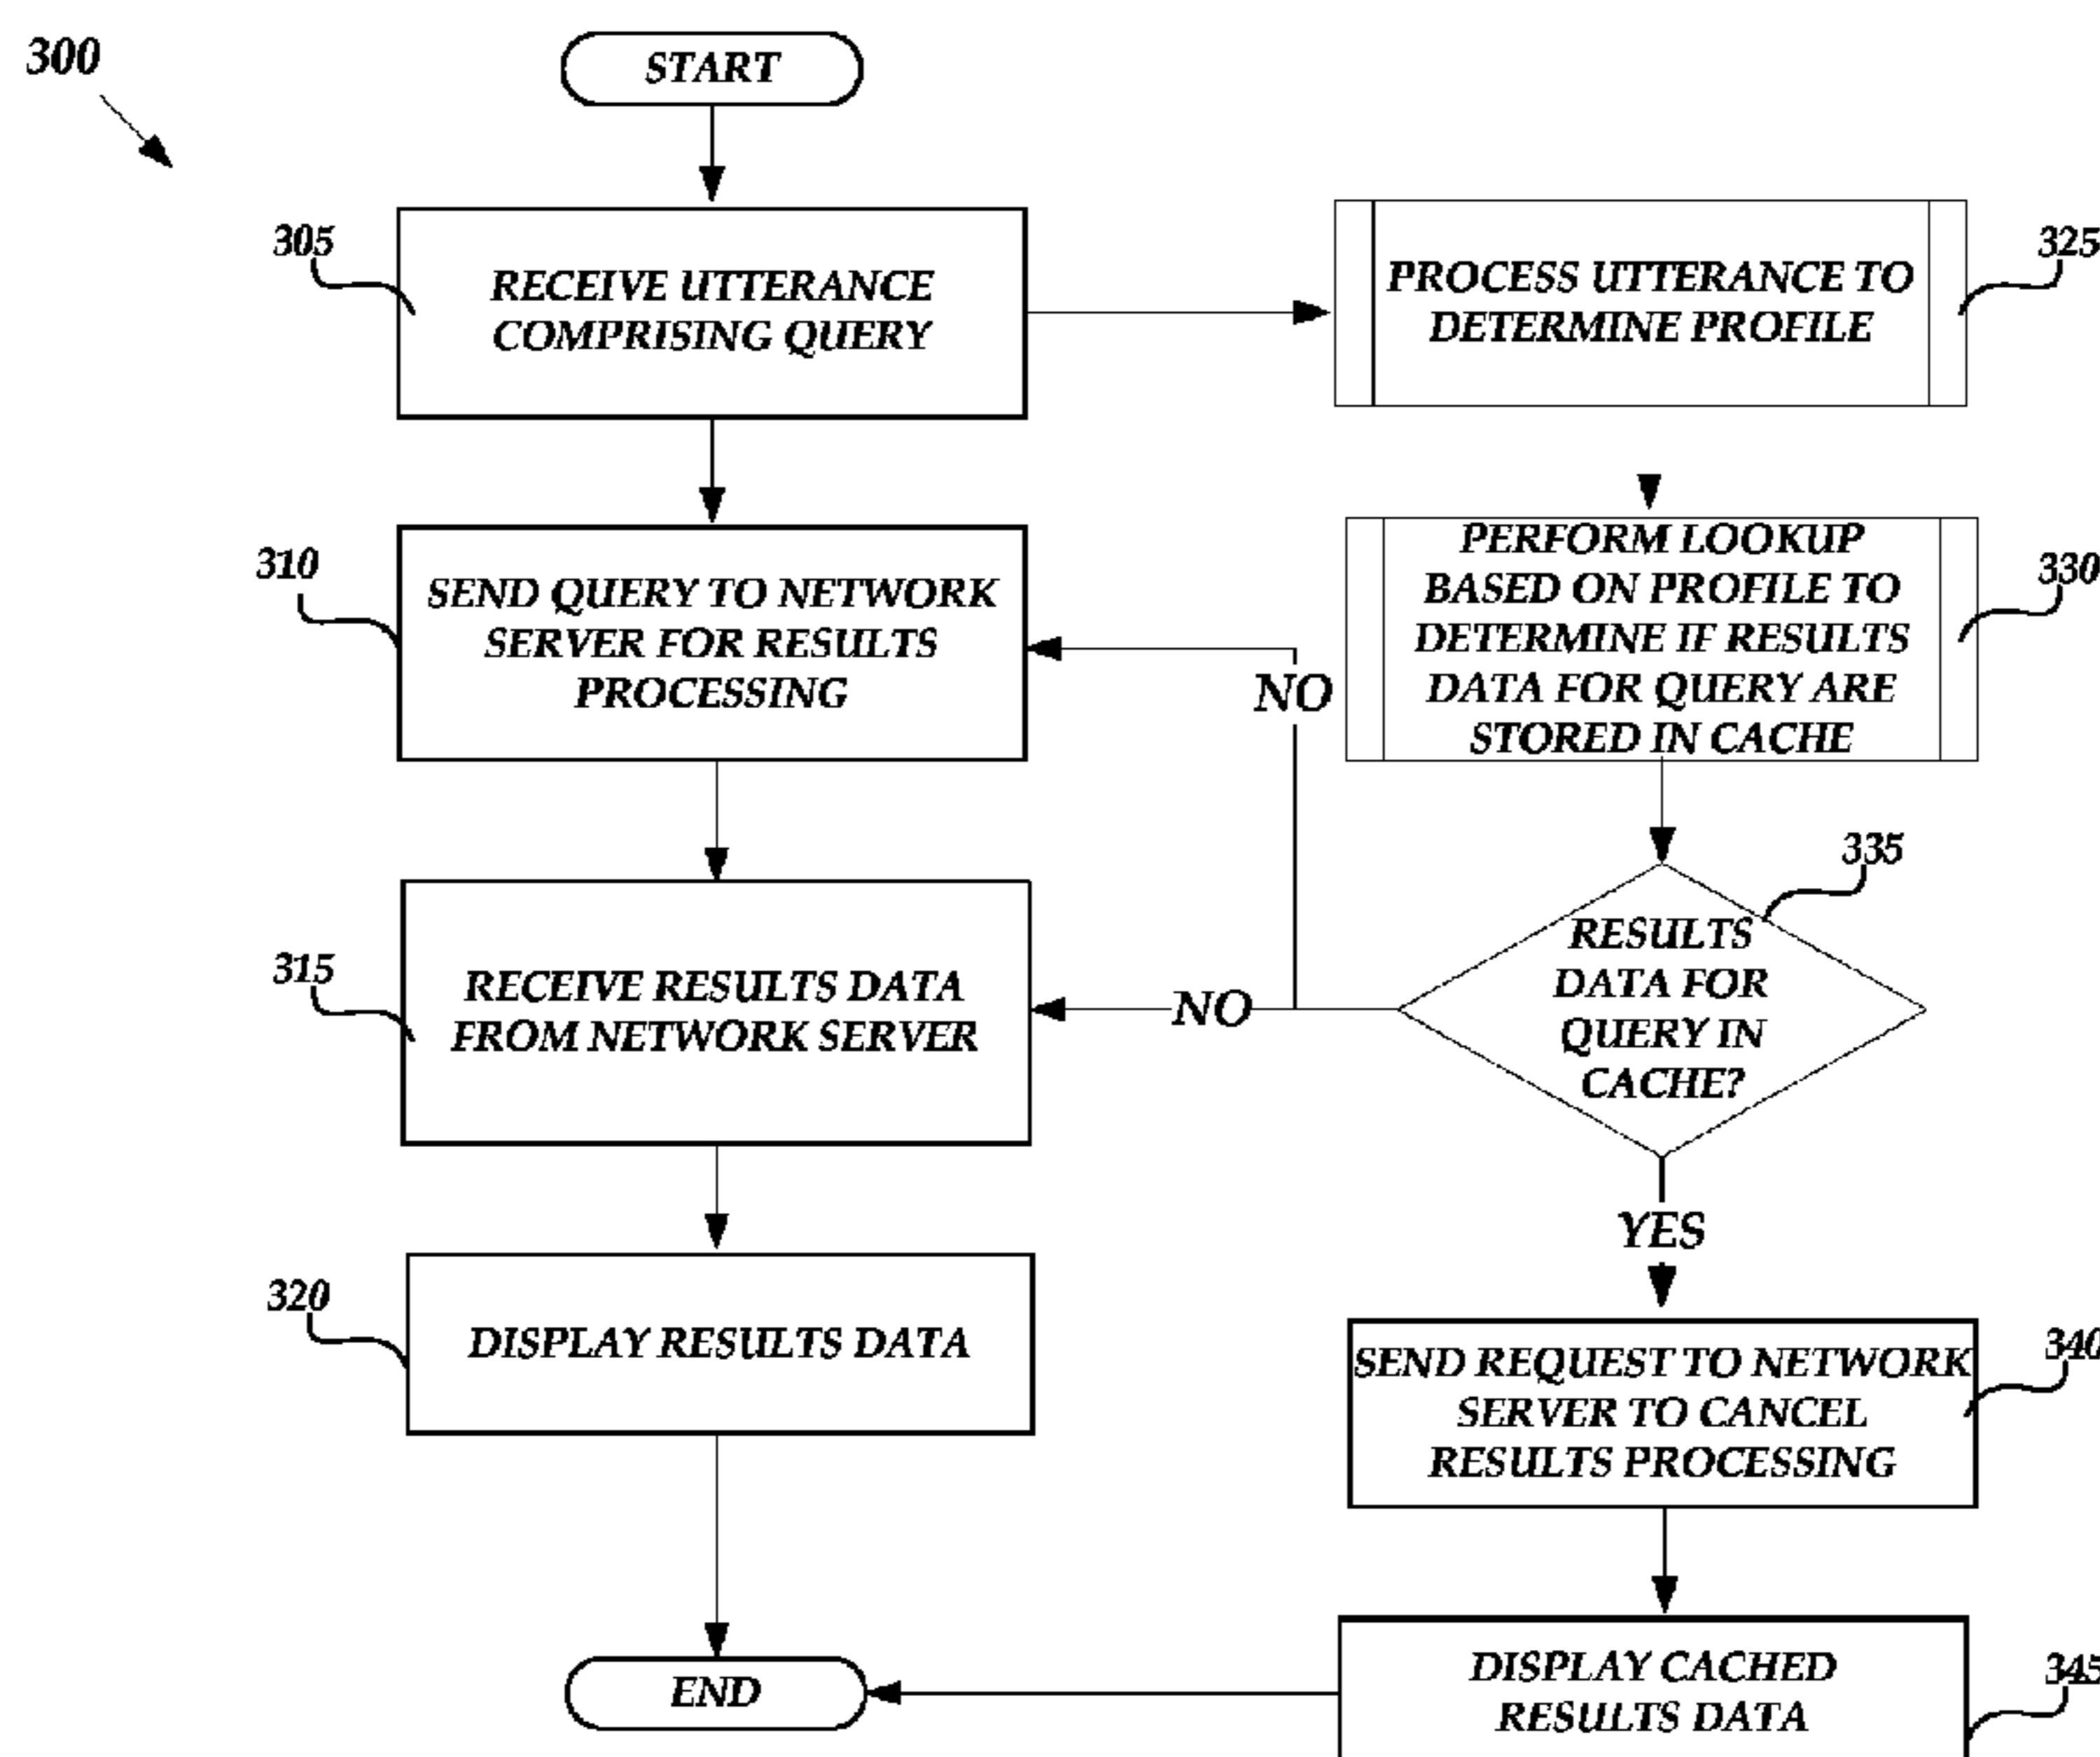 300
START
305
RECEIVE UTTERANCE
COMPRISING QUERY
PROCESS UTTERANCE TO
DETERMINE PROFILE
325
310
SEND QUERY TO NETWORK
SERVER FOR RESULTS
PROCESSING
NO
PERFORM LOOKUP
BASED ON PROFILE TO
DETERMINE IF RESULTS
DATA FOR QUERY ARE
STORED IN CACHE
330
315
RECEIVE RESULTS DATA
FROM NETWORK SERVER
NO
335
RESULTS
DATA FOR
QUERY IN
CACHE?
YES
320
DISPLAY RESULTS DATA
SEND REQUEST TO NETWORK
SERVER TO CANCEL
RESULTS PROCESSING
340
END
DISPLAY CACHED
RESULTS DATA
345